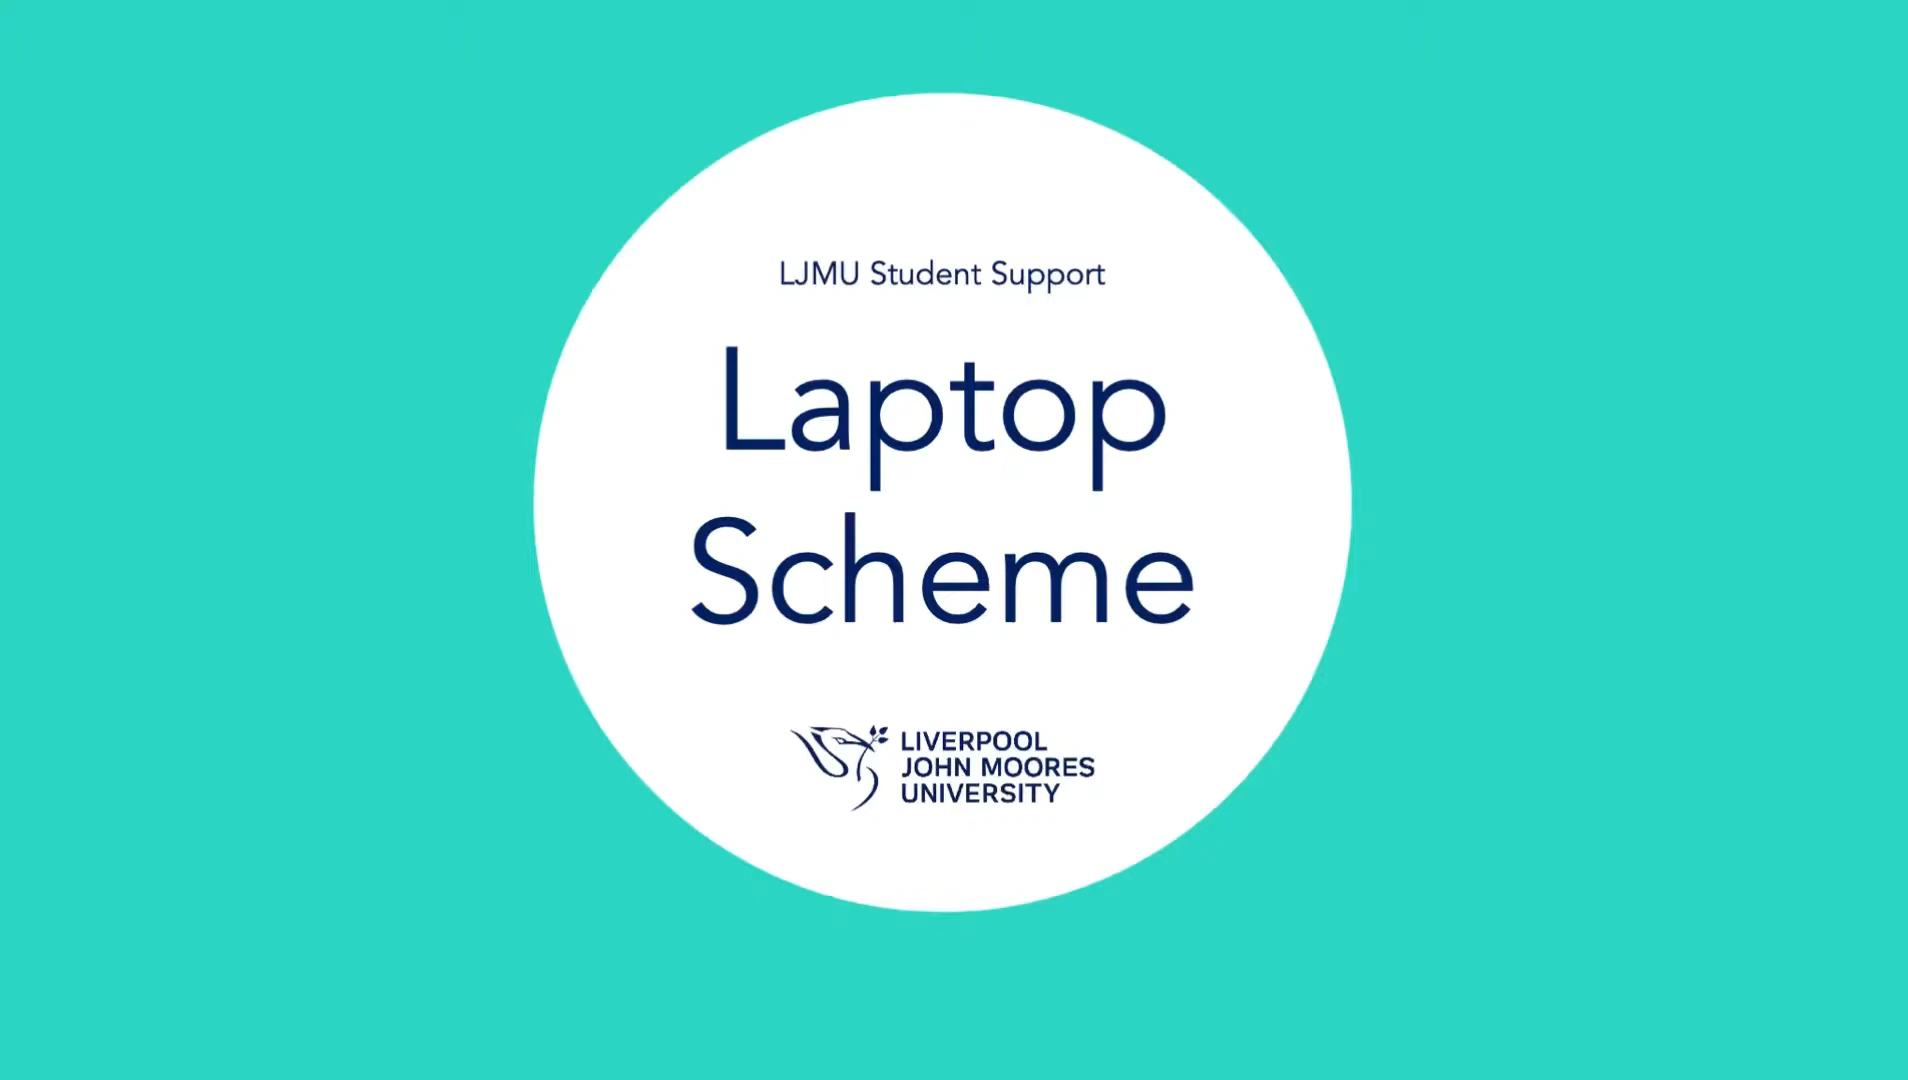 LJMU Student Support
Laptop
Scheme
LIVERPOOL
JOHN MOORES
UNIVERSITY